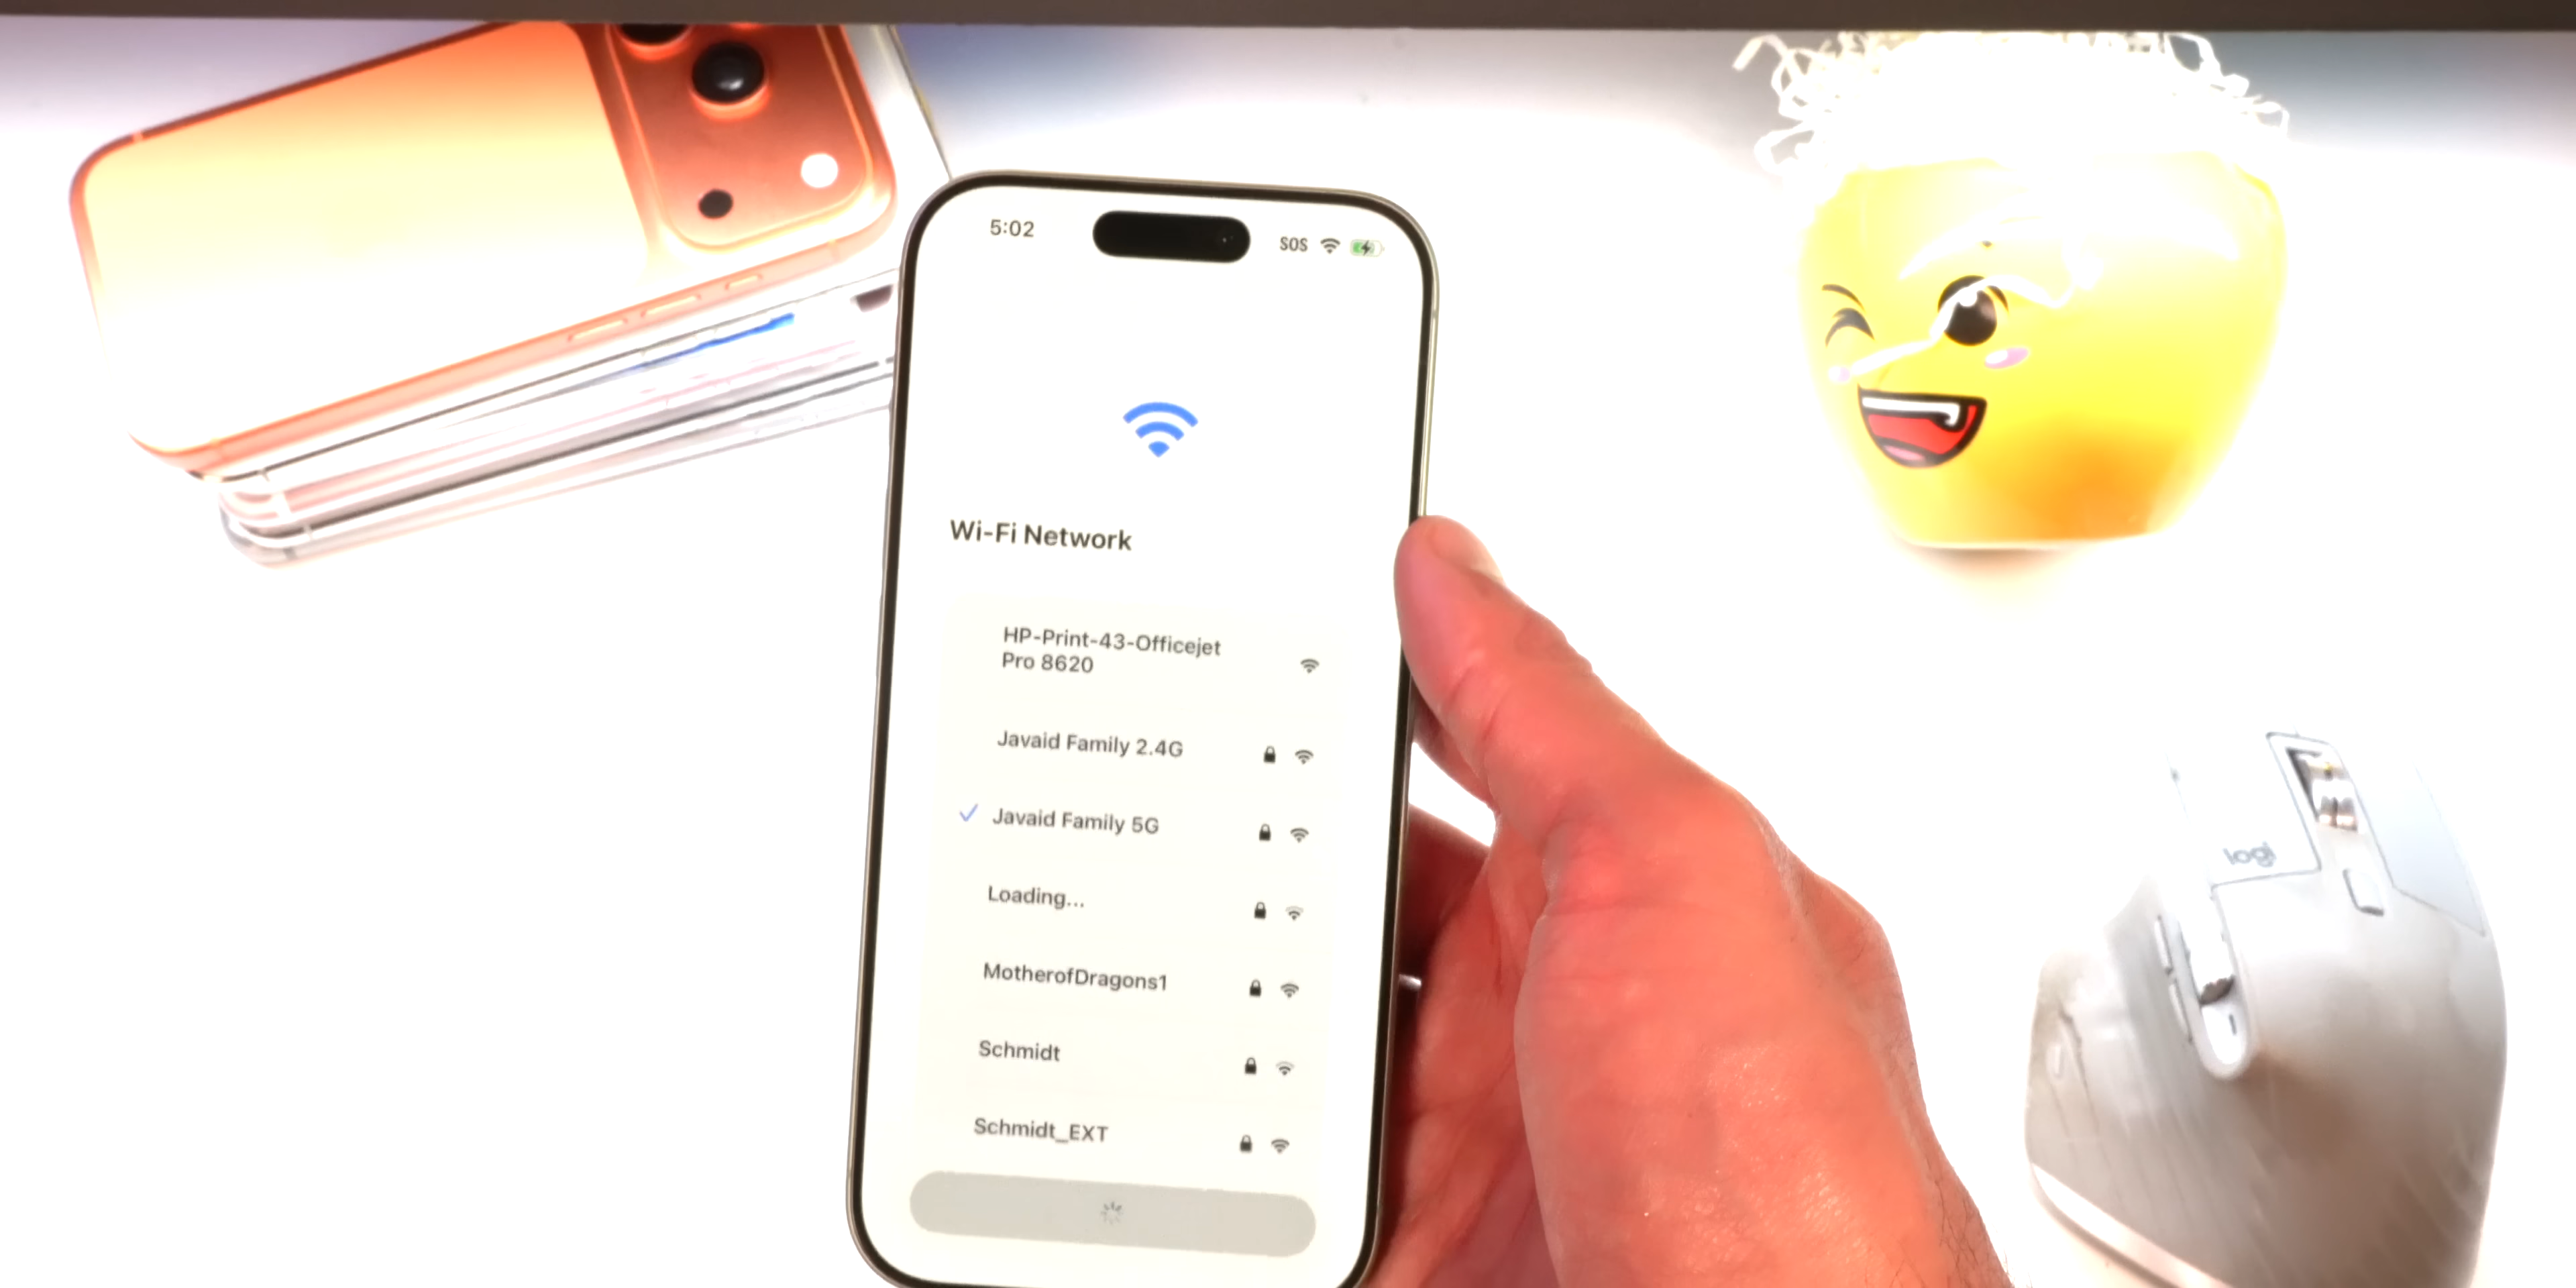 5:02
SOS
Wi-Fi Network
HP-Print-43-Officejet
Pro 8620
Javaid Family 2.4G
Javaid Family 5G
Loading...
MotherofDragons1
Schmidt
Schmidt_EXT
logi